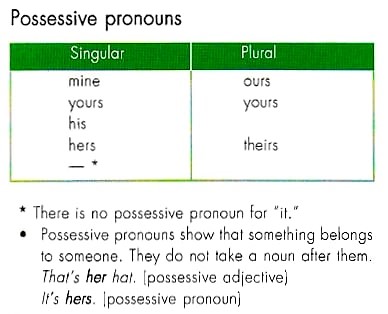 Possessive pronouns
Singular Plural
mine ours
yours yours
his
hers theirs
— *
* There is no possessive pronoun for "it."
• Possessive pronouns show that something belongs
to someone. They do not take a noun after them.
That's her hat. (possessive adjective)
It's hers. (possessive pronoun)